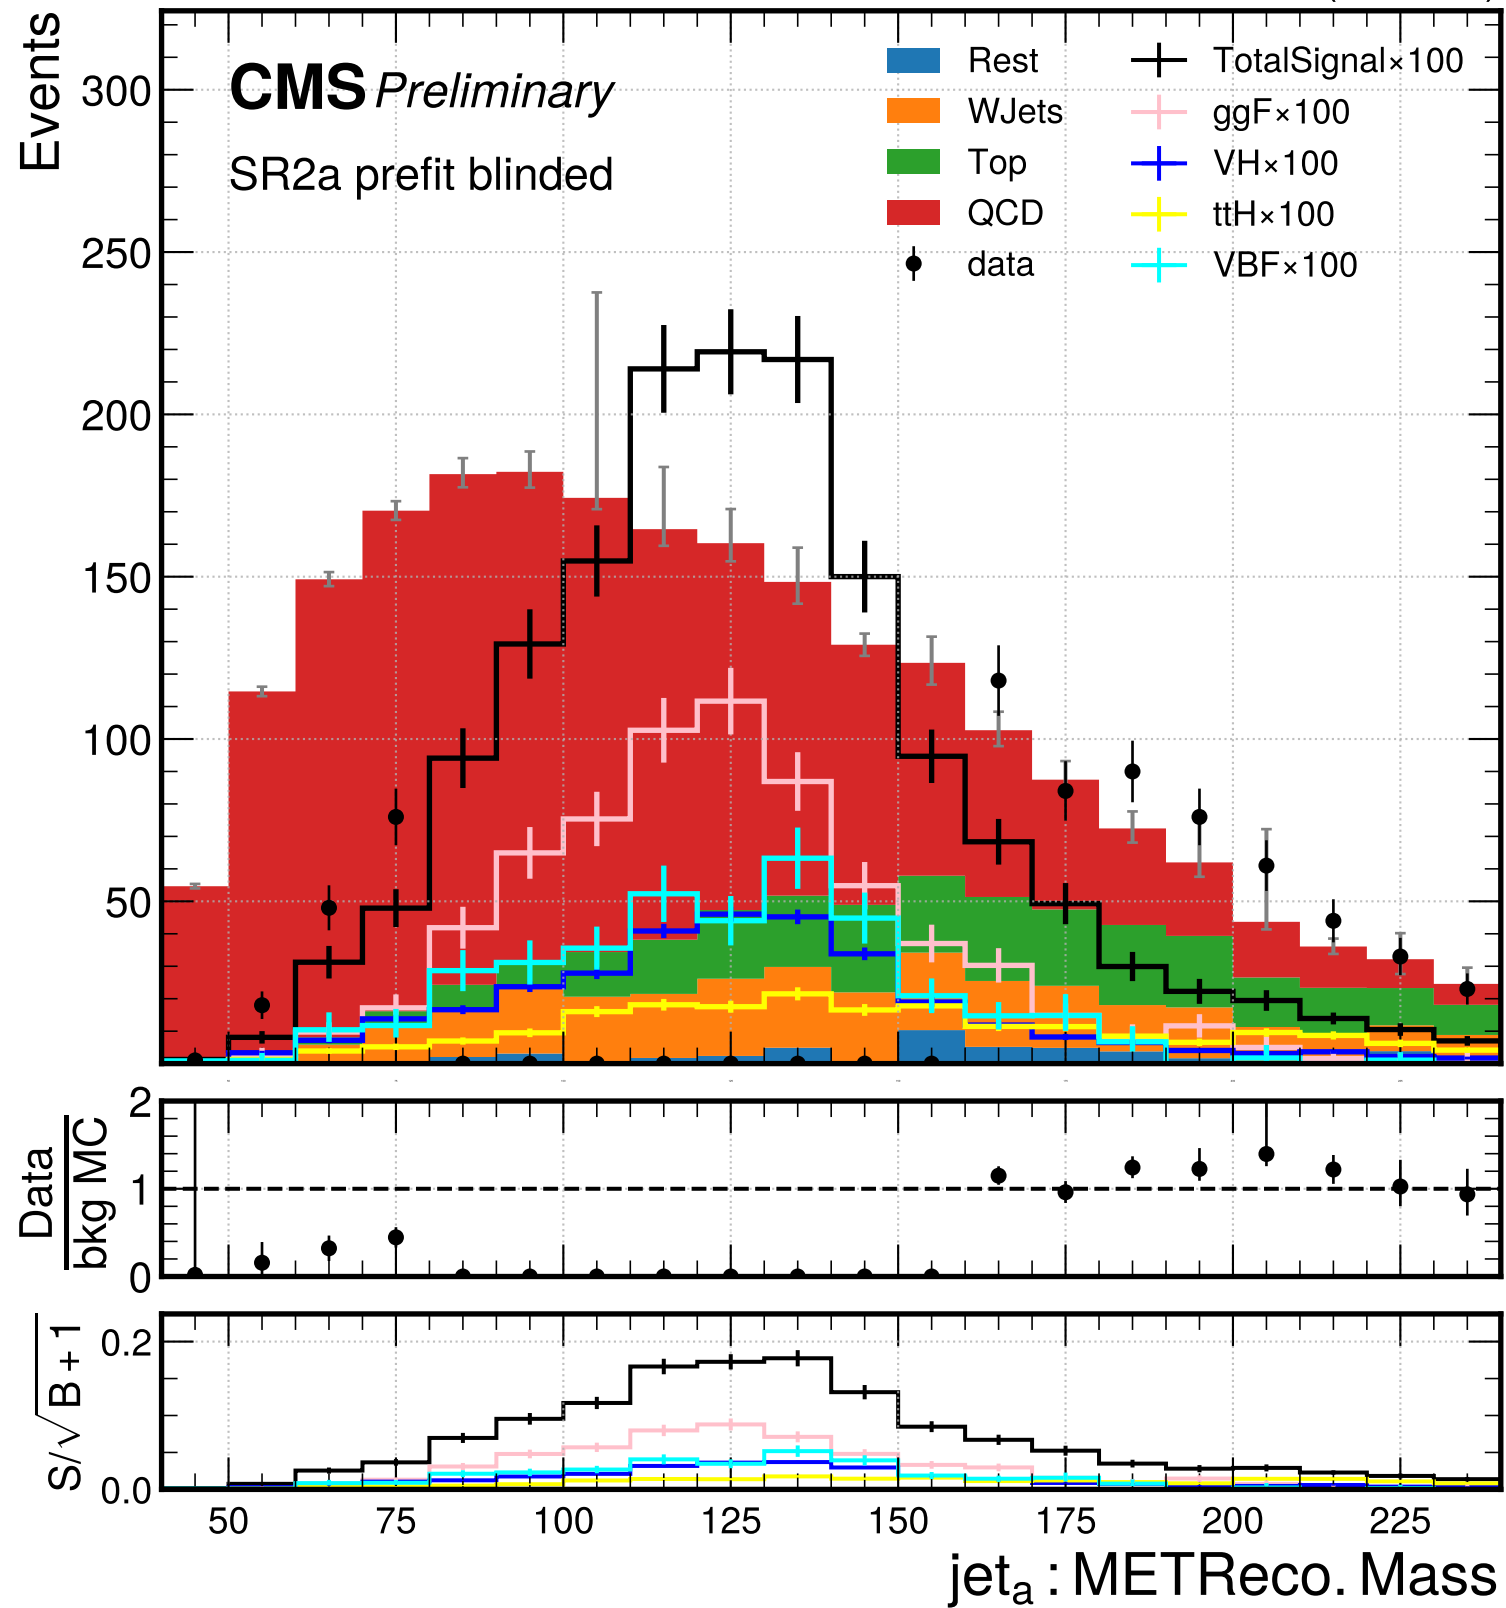 Events
CMS Preliminary
SR2a prefit blinded
Rest
WJets
Top
QCD
data
TotalSignal×100
ggF×100
VH×100
ttH×100
VBF×100
300
250
200
150
100
50
Data
bkg MC
2
1
0
S/√B+1
0.2
0.0
50 75 100 125 150 175 200 225
jet_a : METReco. Mass